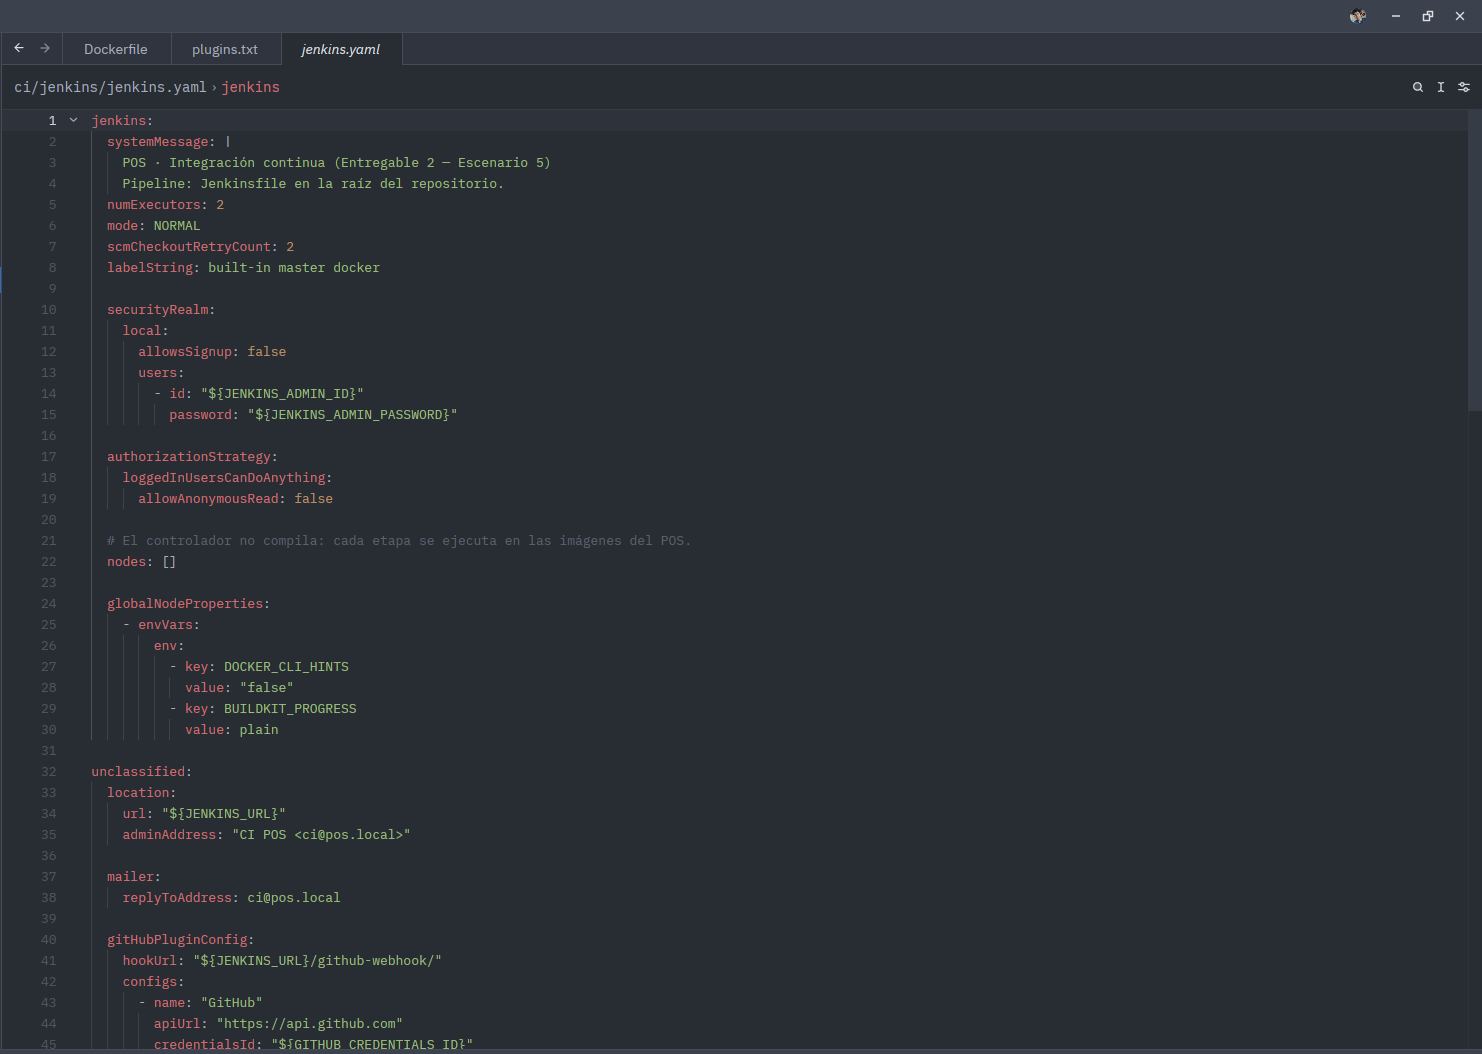 Dockerfile
plugins.txt
jenkins.yaml
ci/jenkins/jenkins.yaml › jenkins
1 jenkins:
2   systemMessage: |
3     POS · Integración continua (Entregable 2 — Escenario 5)
4     Pipeline: Jenkinsfile en la raíz del repositorio.
5   numExecutors: 2
6   mode: NORMAL
7   scmCheckoutRetryCount: 2
8   labelString: built-in master docker
9
10   securityRealm:
11     local:
12       allowsSignup: false
13       users:
14         - id: "${JENKINS_ADMIN_ID}"
15           password: "${JENKINS_ADMIN_PASSWORD}"
16
17   authorizationStrategy:
18     loggedInUsersCanDoAnything:
19       allowAnonymousRead: false
20
21   # El controlador no compila: cada etapa se ejecuta en las imágenes del POS.
22   nodes: []
23
24   globalNodeProperties:
25     - envVars:
26         env:
27           - key: DOCKER_CLI_HINTS
28             value: "false"
29           - key: BUILDKIT_PROGRESS
30             value: plain
31
32 unclassified:
33   location:
34     url: "${JENKINS_URL}"
35     adminAddress: "CI POS <ci@pos.local>"
36
37   mailer:
38     replyToAddress: ci@pos.local
39
40   gitHubPluginConfig:
41     hookUrl: "${JENKINS_URL}/github-webhook/"
42     configs:
43       - name: "GitHub"
44         apiUrl: "https://api.github.com"
45         credentialsId: "${GITHUB_CREDENTIALS_ID}"